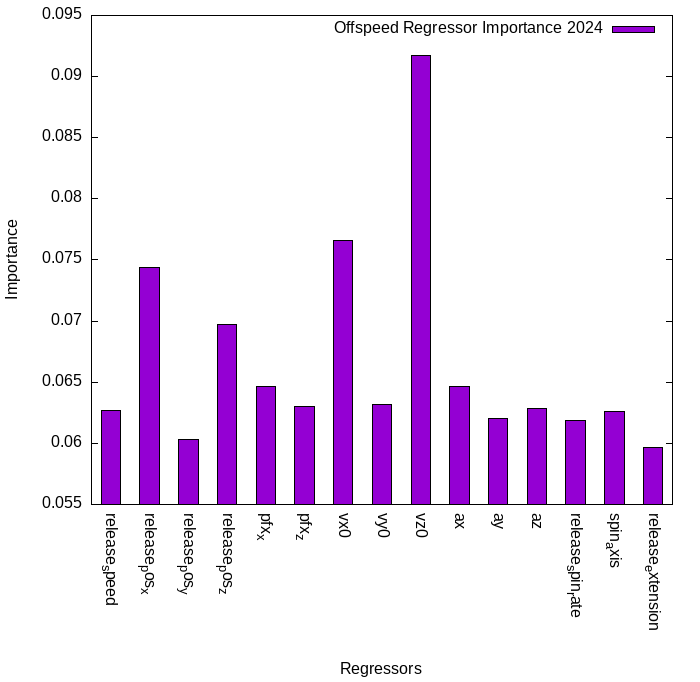 Offspeed Regressor Importance 2024
0.095
0.09
0.085
0.08
0.075
0.07
0.065
0.06
0.055
Importance
release_speed
release_pos_x
release_pos_y
release_pos_z
pfx_x
pfx_z
vx0
vy0
vz0
ax
ay
az
release_spin_rate
spin_axis
release_extension
Regressors